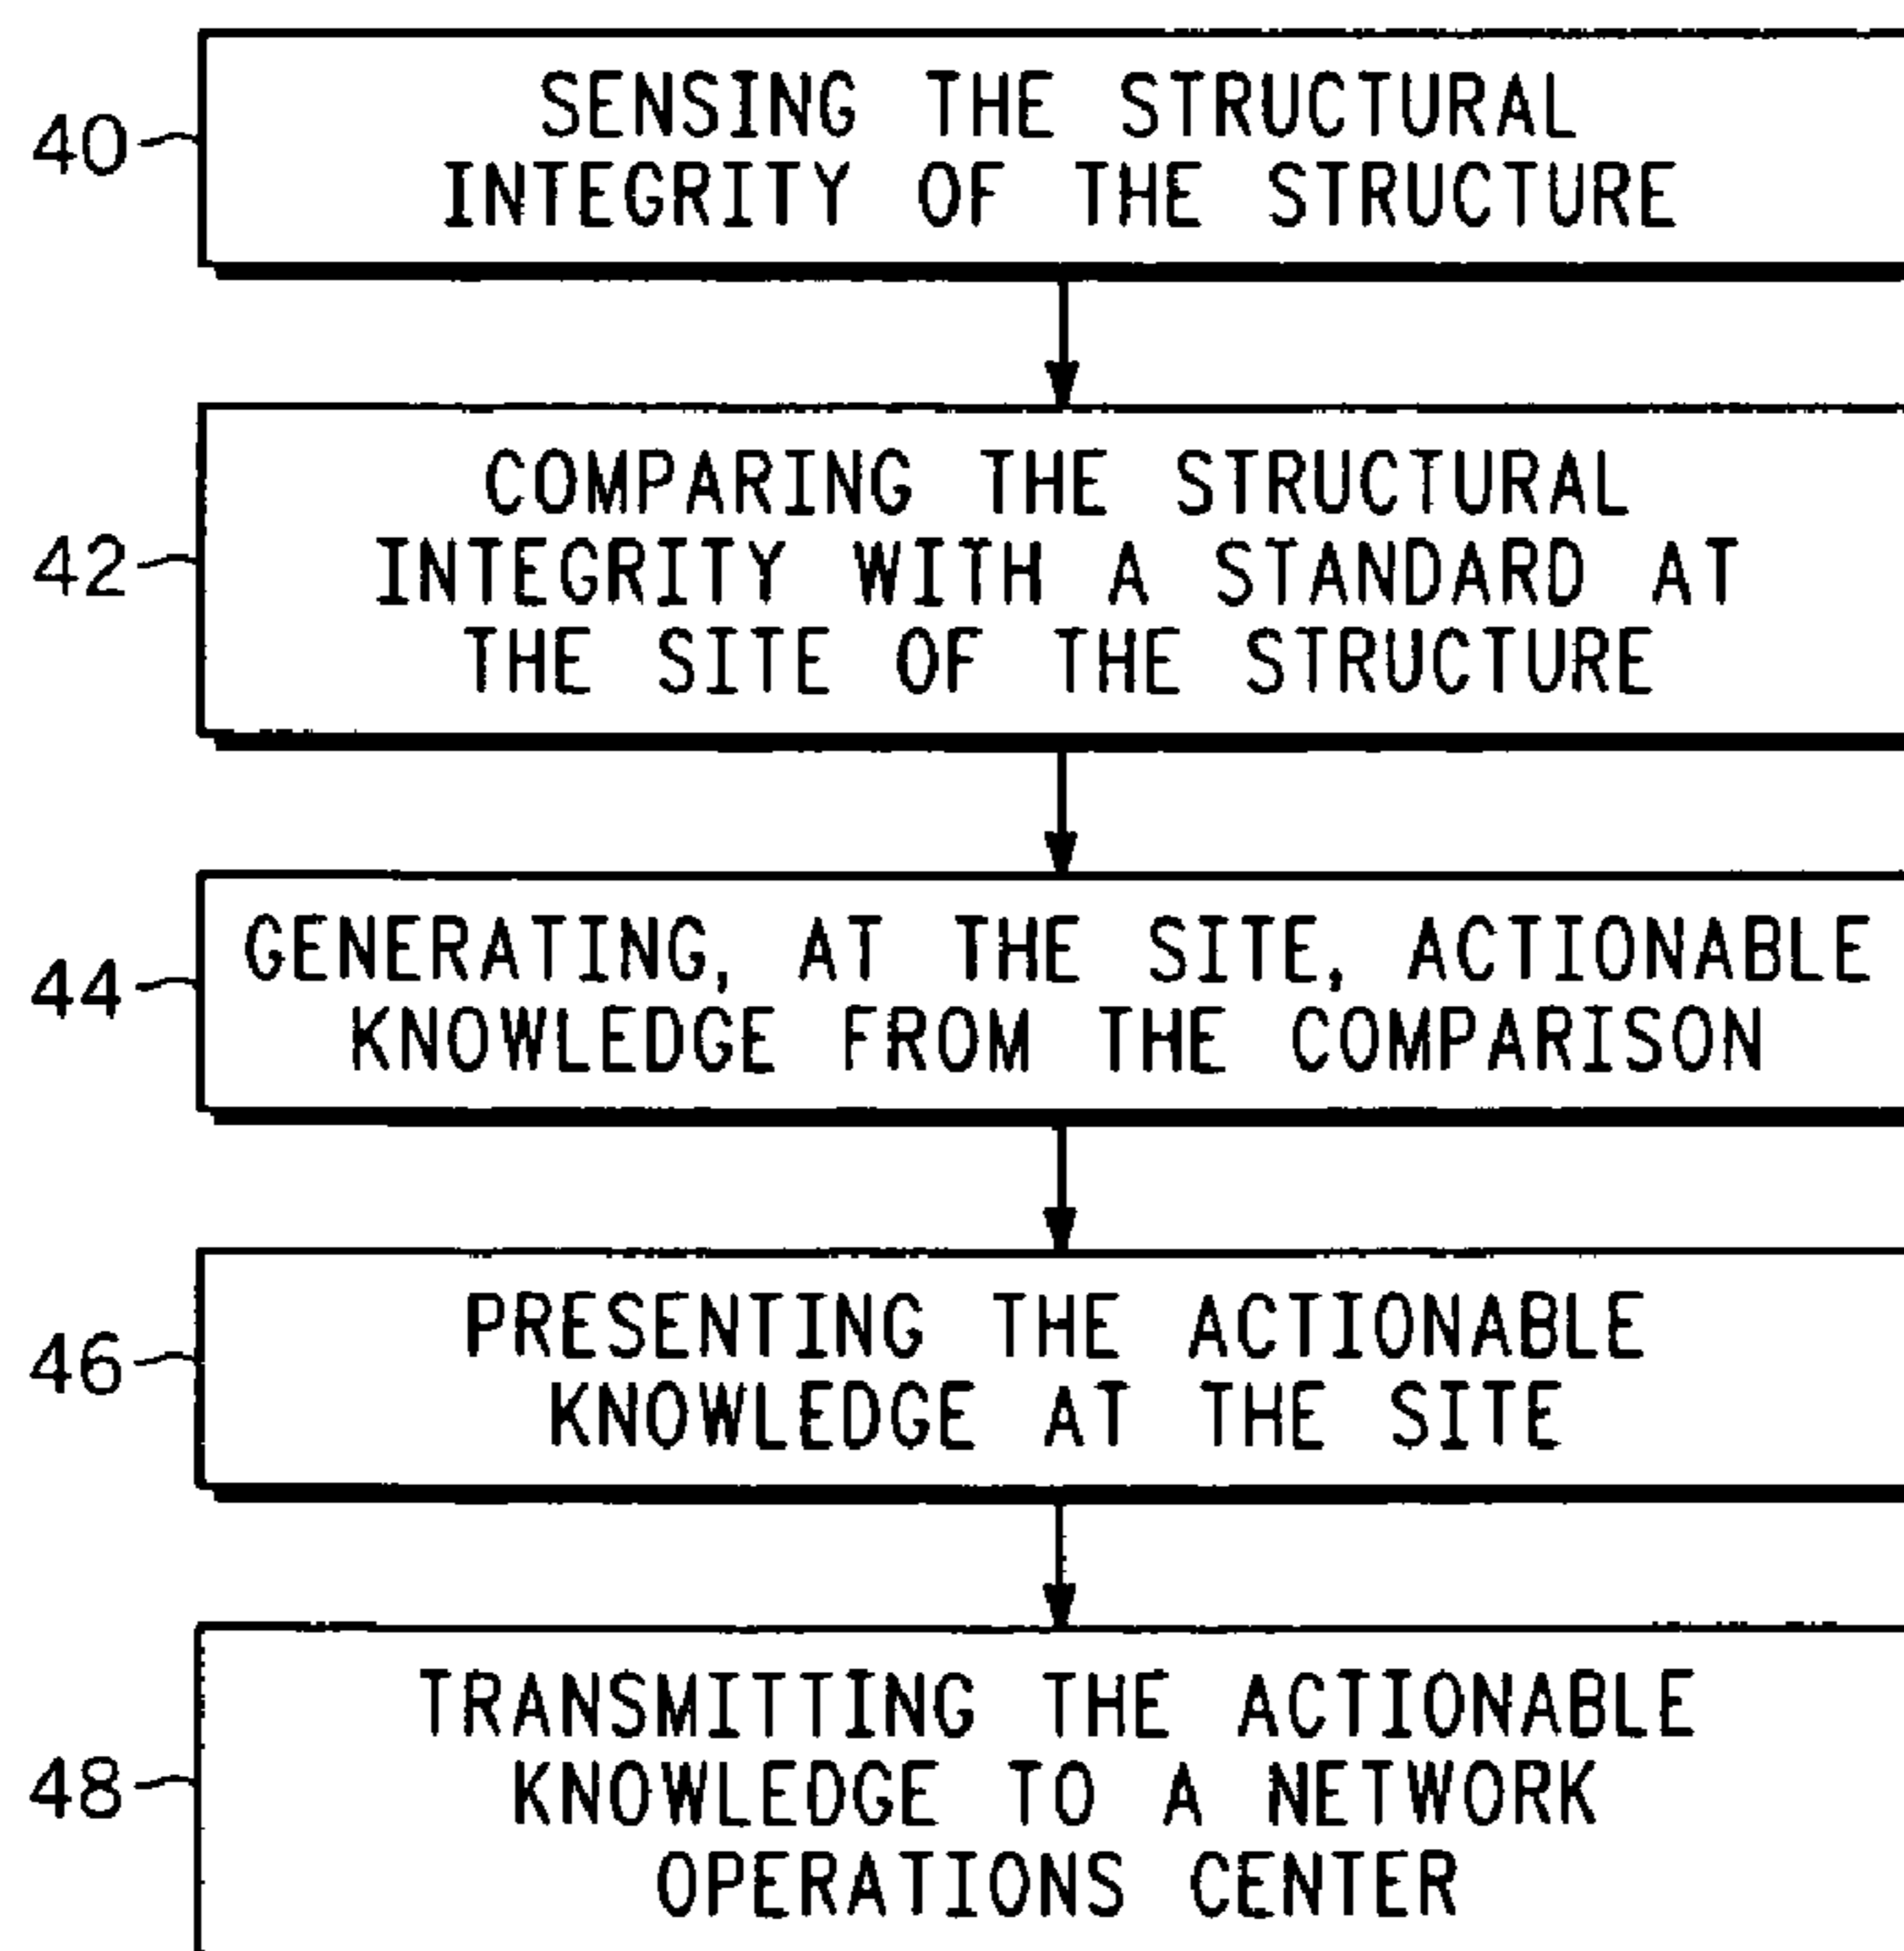 SENSING THE STRUCTURAL
40
INTEGRITY OF THE STRUCTURE
COMPARING THE STRUCTURAL
42
INTEGRITY WITH A STANDARD AT
THE SITE OF THE STRUCTURE
GENERATING, AT THE SITE, ACTIONABLE
44
KNOWLEDGE FROM THE COMPARISON
PRESENTING THE ACTIONABLE
46
KNOWLEDGE AT THE SITE
TRANSMITTING THE ACTIONABLE
48
KNOWLEDGE TO A NETWORK
OPERATIONS CENTER